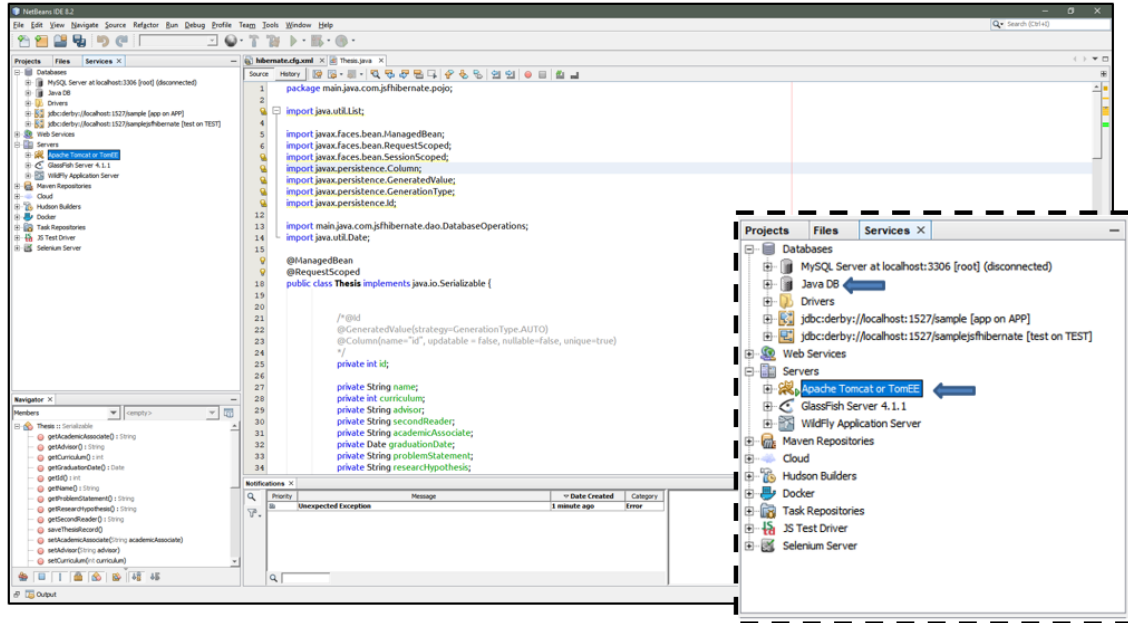 NetBeans IDE 8.2
File Edit View Navigate Source Refactor Run Debug Profile Team Tools Window Help
Search (Ctrl+I)
Projects Files Services
Databases
MySQL Server at localhost:3306 [root] (disconnected)
Java DB
Drivers
jdbc:derby://localhost:1527/sample [app on APP]
jdbc:derby://localhost:1527/samplejsfhibernate [test on TEST]
Web Services
Servers
Apache Tomcat or TomEE
GlassFish Server 4.1.1
WildFly Application Server
Maven Repositories
Cloud
Hudson Builders
Docker
Task Repositories
JS Test Driver
Selenium Server
Navigator
Members <empty>
Thesis :: Serializable
getAcademicAssociate() : String
getAdvisor() : String
getCurriculum() : int
getGraduationDate() : Date
getId() : int
getName() : String
getProblemStatement() : String
getResearcHypothesis() : String
getSecondReader() : String
saveThesisRecord()
setAcademicAssociate(String academicAssociate)
setAdvisor(String advisor)
setCurriculum(int curriculum)
Output
hibernate.cfg.xml Thesis.java
Source History
1 package main.java.com.jsfhibernate.pojo;
2
import java.util.List;
4
5 import javax.faces.bean.ManagedBean;
6 import javax.faces.bean.RequestScoped;
import javax.faces.bean.SessionScoped;
import javax.persistence.Column;
import javax.persistence.GeneratedValue;
import javax.persistence.GenerationType;
import javax.persistence.Id;
12
13 import main.java.com.jsfhibernate.dao.DatabaseOperations;
14 import java.util.Date;
15
@ManagedBean
@RequestScoped
18 public class Thesis implements java.io.Serializable {
19
20
21 /*@Id
22 @GeneratedValue(strategy=GenerationType.AUTO)
23 @Column(name="id", updatable = false, nullable=false, unique=true)
24 */
25 private int id;
26
27 private String name;
28 private int curriculum;
29 private String advisor;
30 private String secondReader;
31 private String academicAssociate;
32 private Date graduationDate;
33 private String problemStatement;
34 private String researcHypothesis;
Notifications
Priority Message Date Created Category
Unexpected Exception 1 minute ago Error
Projects Files Services
Databases
MySQL Server at localhost:3306 [root] (disconnected)
Java DB
Drivers
jdbc:derby://localhost:1527/sample [app on APP]
jdbc:derby://localhost:1527/samplejsfhibernate [test on TEST]
Web Services
Servers
Apache Tomcat or TomEE
GlassFish Server 4.1.1
WildFly Application Server
Maven Repositories
Cloud
Hudson Builders
Docker
Task Repositories
JS Test Driver
Selenium Server